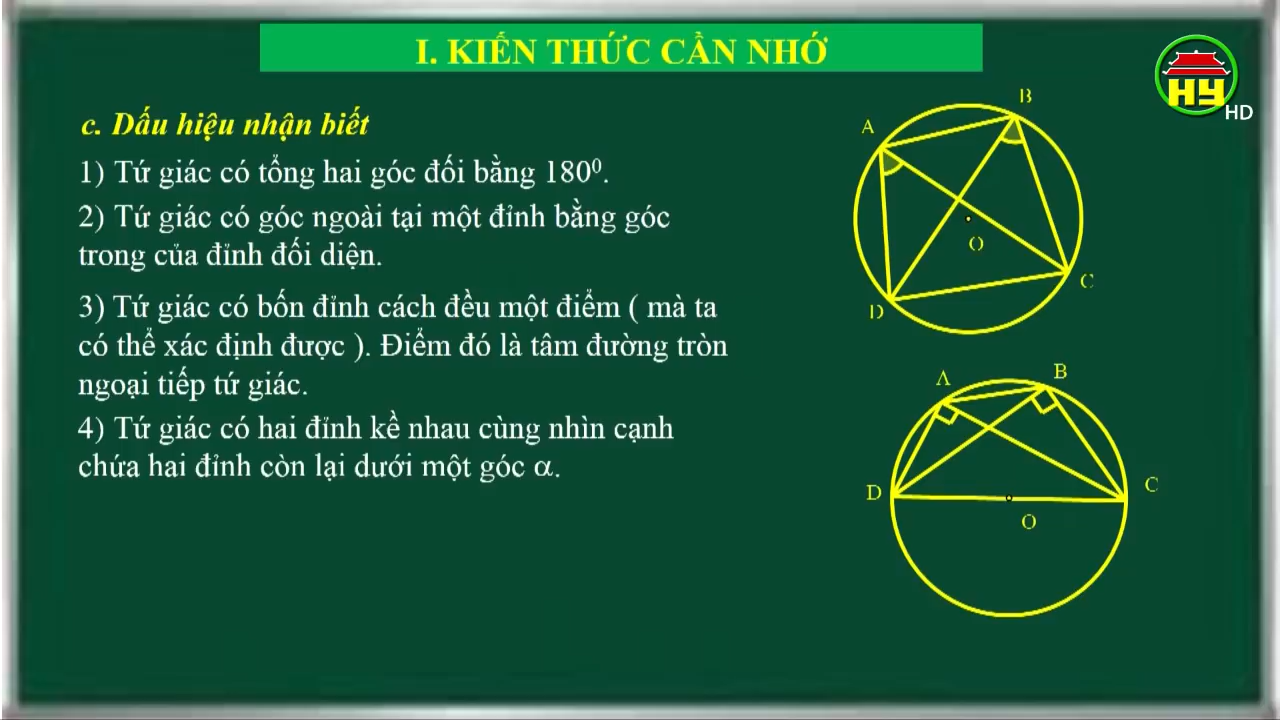 I. KIẾN THỨC CẦN NHỚ
HY
HD
c. Dấu hiệu nhận biết
1) Tứ giác có tổng hai góc đối bằng 180⁰.
2) Tứ giác có góc ngoài tại một đỉnh bằng góc
trong của đỉnh đối diện.
3) Tứ giác có bốn đỉnh cách đều một điểm ( mà ta
có thể xác định được ). Điểm đó là tâm đường tròn
ngoại tiếp tứ giác.
4) Tứ giác có hai đỉnh kề nhau cùng nhìn cạnh
chứa hai đỉnh còn lại dưới một góc α.
B
A
O
C
D
A
B
D
C
O